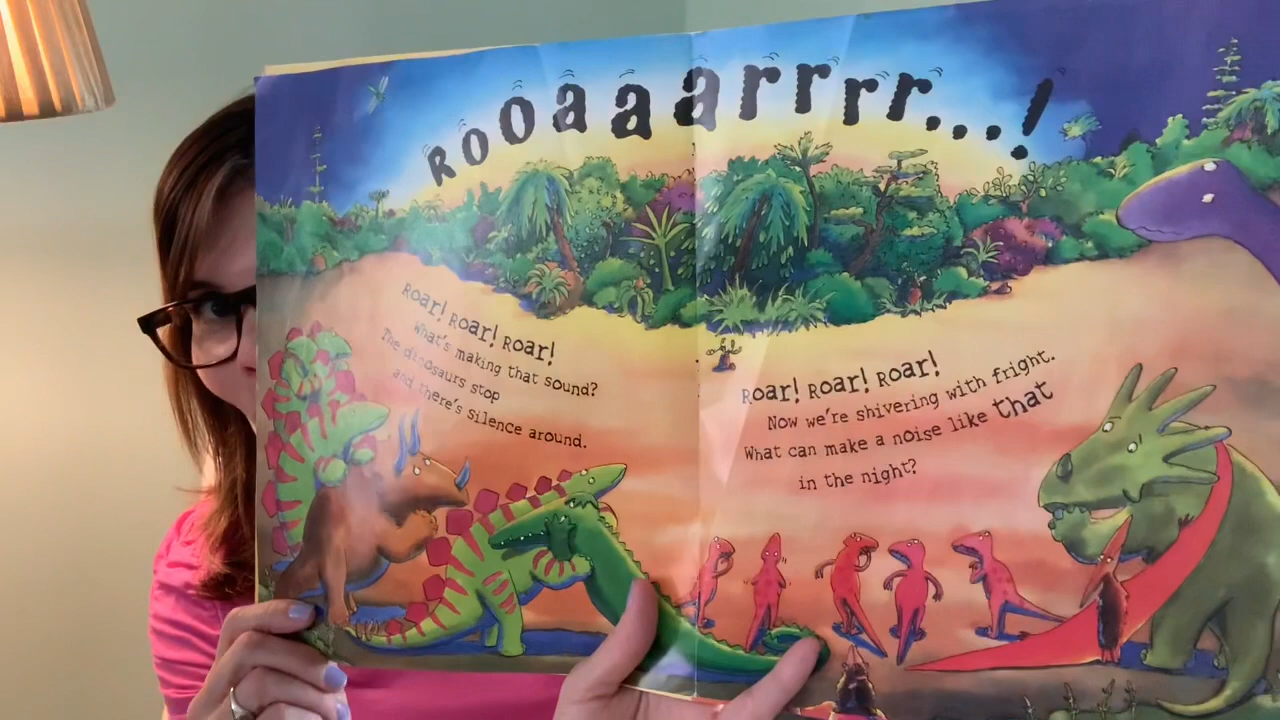 Rooaaarrrr...!
Roar! Roar! Roar!
What's making that sound?
The dinosaurs stop
and there's silence around.
Roar! Roar! Roar!
Now we're shivering with fright.
What can make a noise like that
in the night?